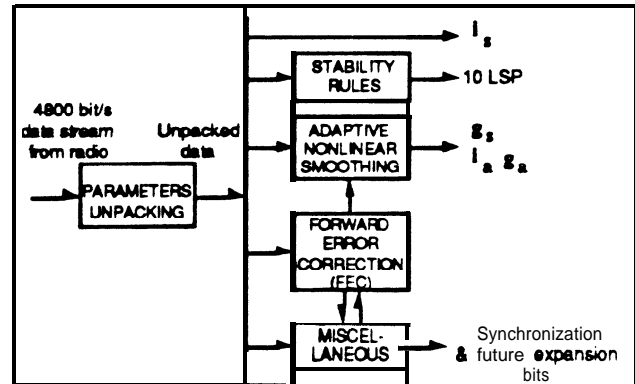 i s
STABILITY
RULES
10 LSP
4800 bit/s
data stream
from radio
Unpacked
data
ADAPTIVE
NONLINEAR
SMOOTHING
g s
i a g a
PARAMETERS
UNPACKING
FORWARD
ERROR
CORRECTION
(FEC)
MISCEL-
LANEOUS
Synchronization
& future expansion
bits